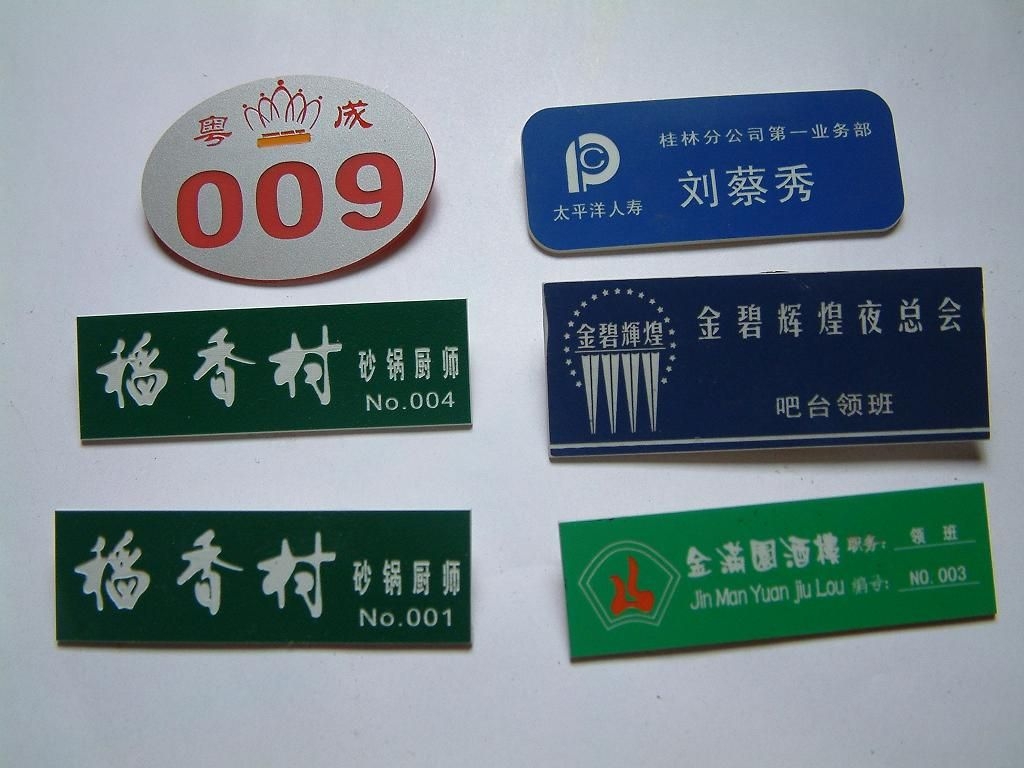 粤 成
009
桂林分公司第一业务部
刘蔡秀
太平洋人寿
稻香村 砂锅厨师
No.004
金碧輝煌
金碧辉煌夜总会
吧台领班
稻香村 砂锅厨师
No.001
金满园酒楼 职务: 领班
Jin Man Yuan jiu Lou 编号: NO.003